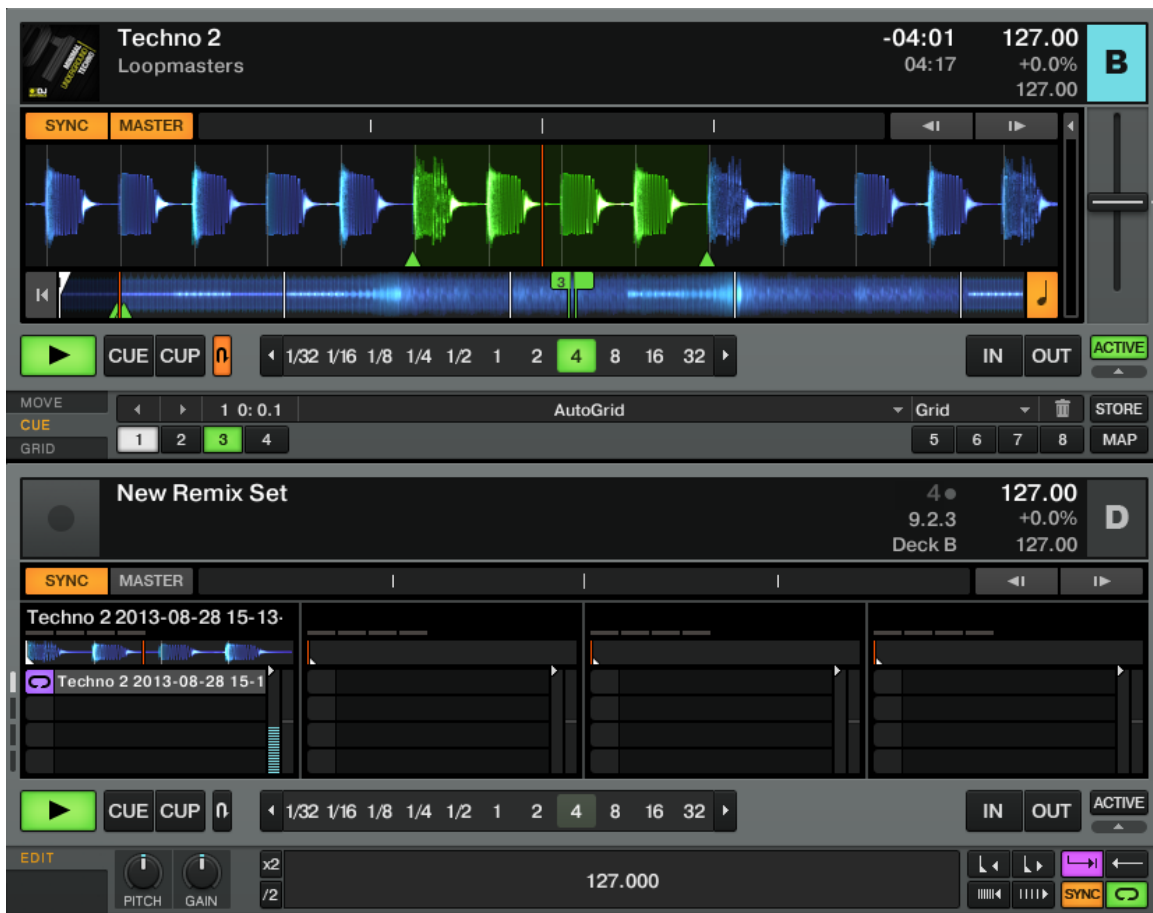 Techno 2 -04:01 127.00 B
Loopmasters 04:17 +0.0%
127.00
MINIMAL
UNDERGROUND
TECHNO
SYNC MASTER
3
CUE CUP 1/32 1/16 1/8 1/4 1/2 1 2 4 8 16 32 IN OUT ACTIVE
MOVE
1 0: 0.1 AutoGrid Grid STORE
CUE
1 2 3 4 5 6 7 8 MAP
GRID
New Remix Set 4 127.00 D
9.2.3 +0.0%
Deck B 127.00
SYNC MASTER
Techno 2 2013-08-28 15-13-
Techno 2 2013-08-28 15-1
CUE CUP 1/32 1/16 1/8 1/4 1/2 1 2 4 8 16 32 IN OUT ACTIVE
EDIT
x2
127.000
/2
PITCH GAIN SYNC